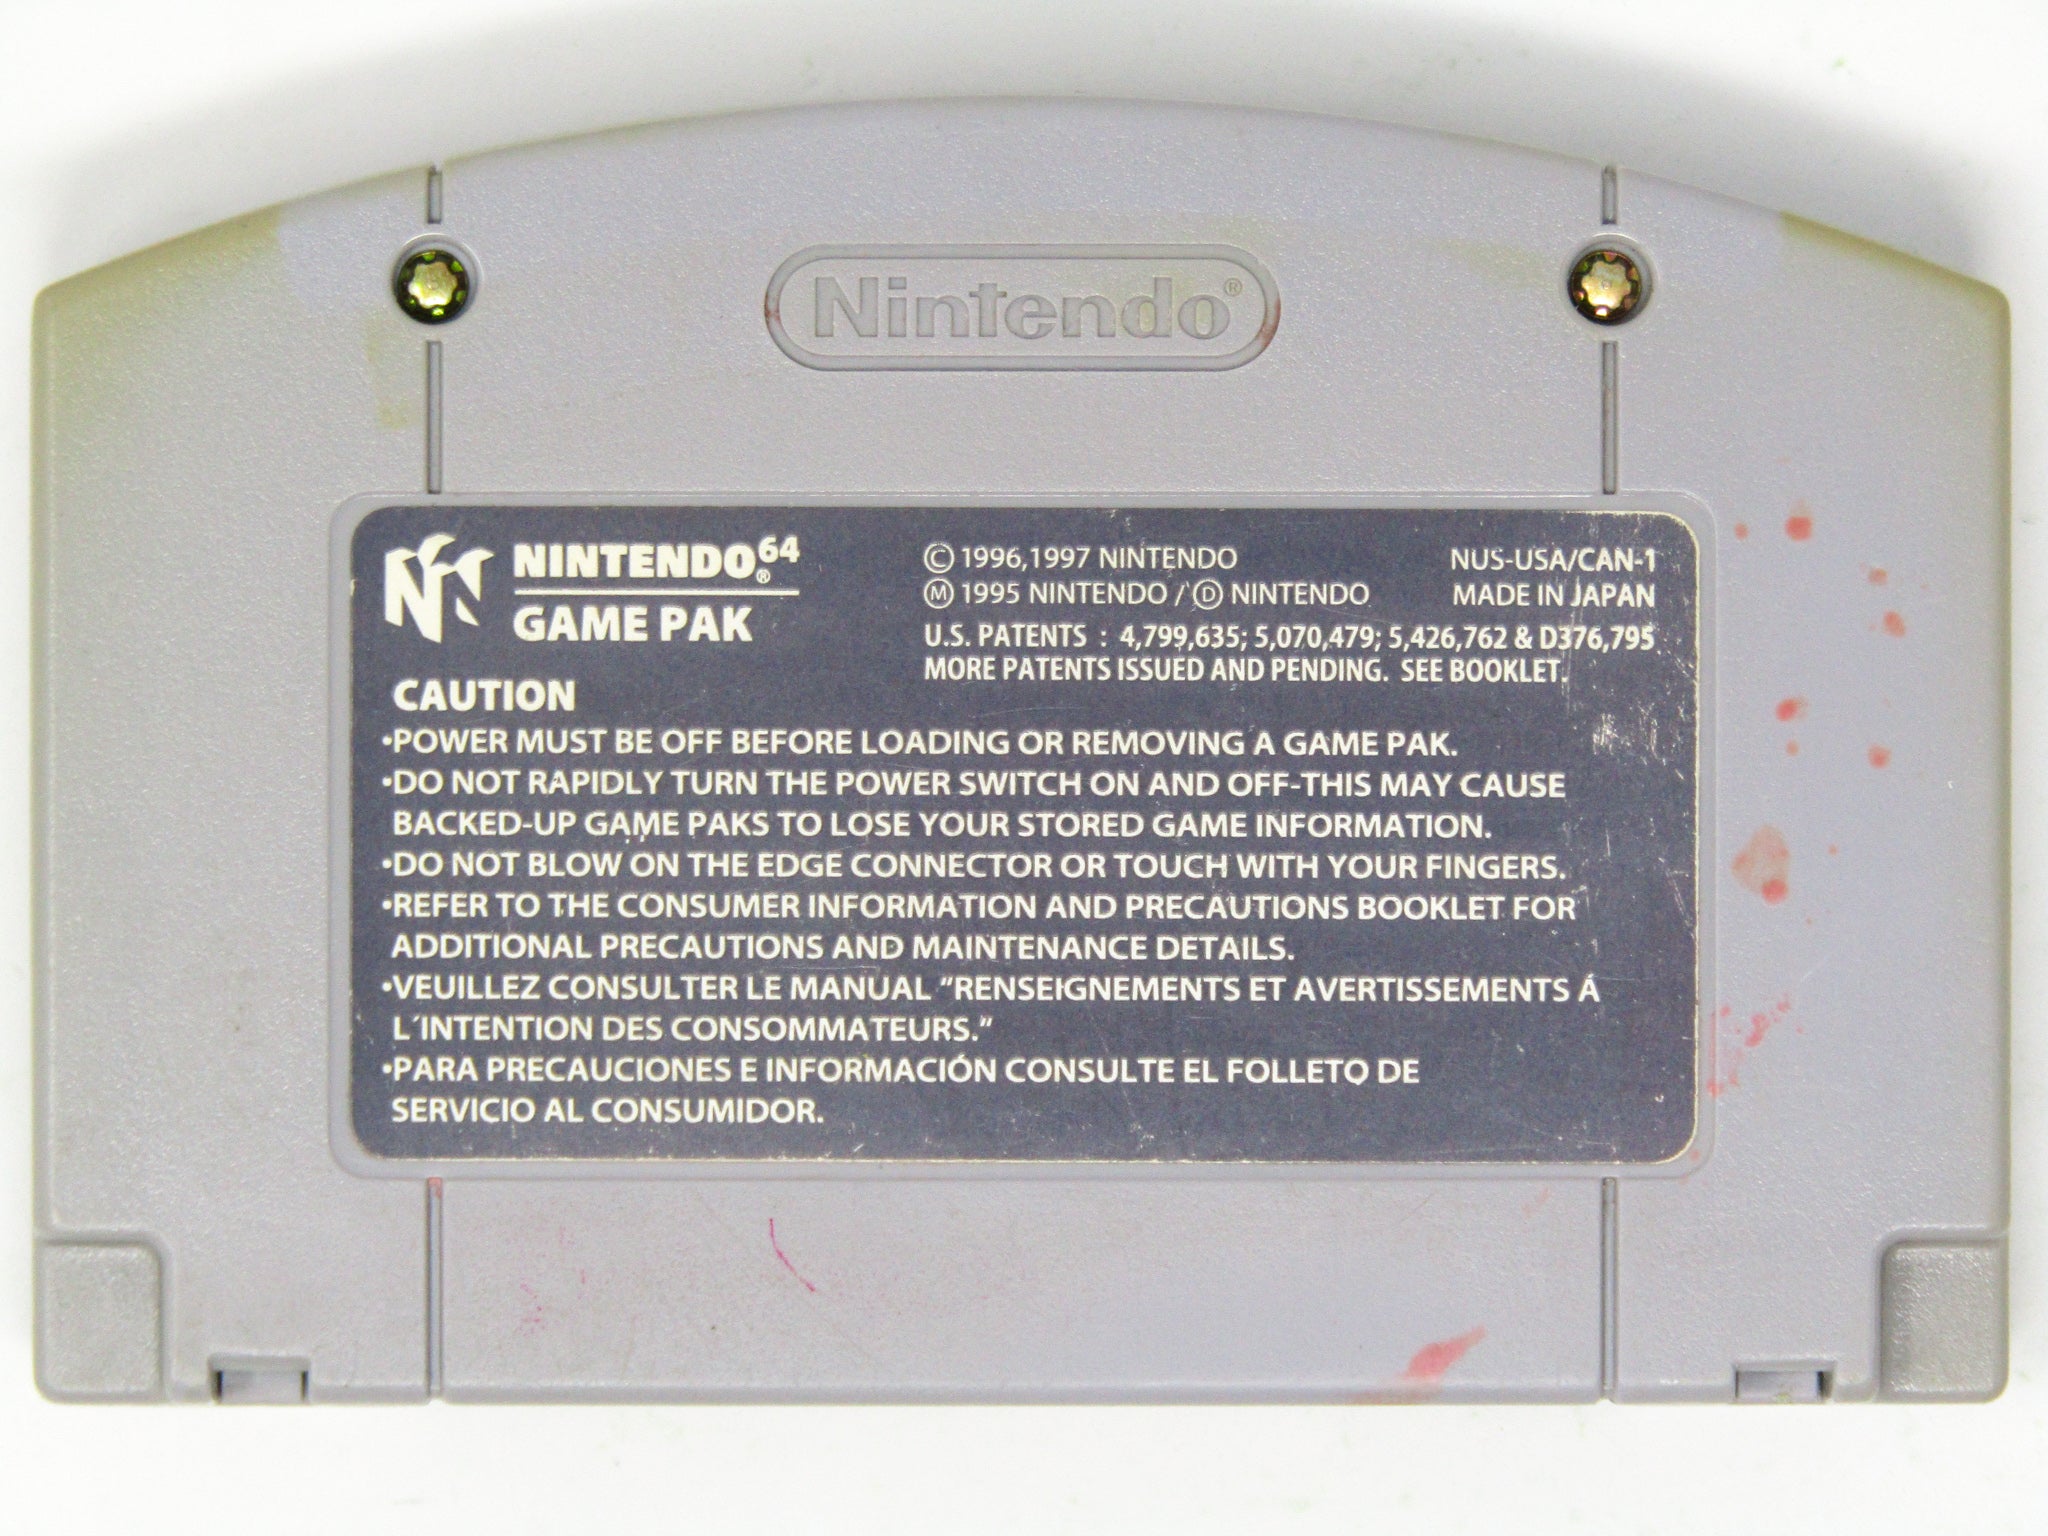 Nintendo®
NINTENDO⁶⁴®
GAME PAK
© 1996,1997 NINTENDO NUS-USA/CAN-1
Ⓜ 1995 NINTENDO / Ⓓ NINTENDO MADE IN JAPAN
U.S. PATENTS : 4,799,635; 5,070,479; 5,426,762 & D376,795
MORE PATENTS ISSUED AND PENDING. SEE BOOKLET.
CAUTION
•POWER MUST BE OFF BEFORE LOADING OR REMOVING A GAME PAK.
•DO NOT RAPIDLY TURN THE POWER SWITCH ON AND OFF-THIS MAY CAUSE
BACKED-UP GAME PAKS TO LOSE YOUR STORED GAME INFORMATION.
•DO NOT BLOW ON THE EDGE CONNECTOR OR TOUCH WITH YOUR FINGERS.
•REFER TO THE CONSUMER INFORMATION AND PRECAUTIONS BOOKLET FOR
ADDITIONAL PRECAUTIONS AND MAINTENANCE DETAILS.
•VEUILLEZ CONSULTER LE MANUAL "RENSEIGNEMENTS ET AVERTISSEMENTS Á
L´INTENTION DES CONSOMMATEURS."
•PARA PRECAUCIONES E INFORMACIÓN CONSULTE EL FOLLETO DE
SERVICIO AL CONSUMIDOR.